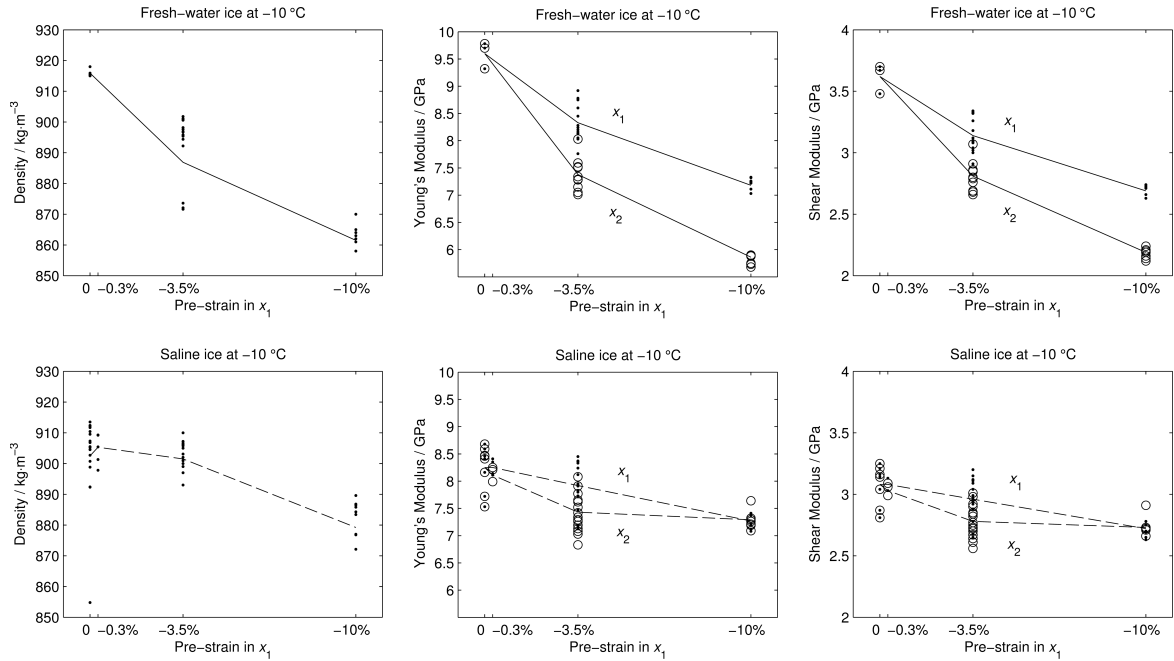 Fresh−water ice at −10 °C
930
920
910
900
890
880
870
860
850
Density / kg·m−3
0 −0.3% −3.5% −10%
Pre−strain in x1
Fresh−water ice at −10 °C
10
9.5
9
8.5
8
7.5
7
6.5
6
Young's Modulus / GPa
x1
x2
0 −0.3% −3.5% −10%
Pre−strain in x1
Fresh−water ice at −10 °C
4
3.5
3
2.5
2
Shear Modulus / GPa
x1
x2
0 −0.3% −3.5% −10%
Pre−strain in x1
Saline ice at −10 °C
930
920
910
900
890
880
870
860
850
Density / kg·m−3
0 −0.3% −3.5% −10%
Pre−strain in x1
Saline ice at −10 °C
10
9.5
9
8.5
8
7.5
7
6.5
6
Young's Modulus / GPa
x1
x2
0 −0.3% −3.5% −10%
Pre−strain in x1
Saline ice at −10 °C
4
3.5
3
2.5
2
Shear Modulus / GPa
x1
x2
0 −0.3% −3.5% −10%
Pre−strain in x1